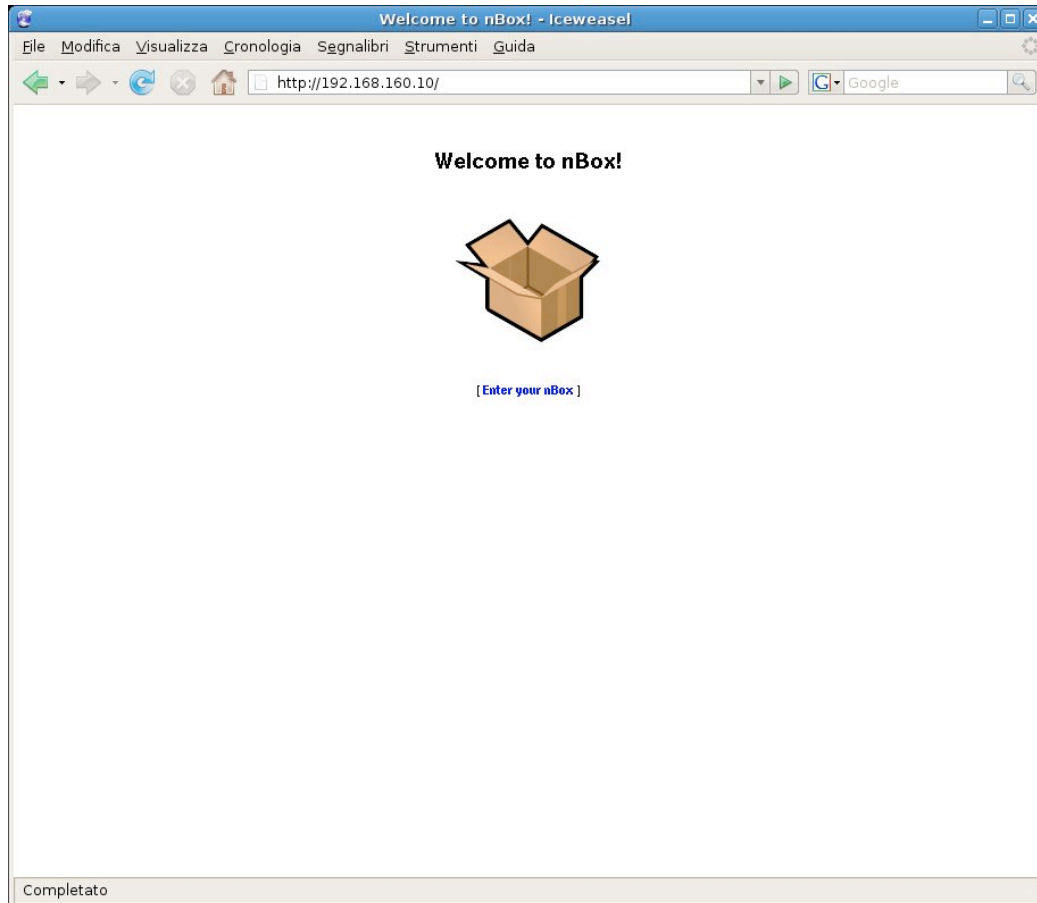 Welcome to nBox! - Iceweasel
File Modifica Visualizza Cronologia Segnalibri Strumenti Guida
http://192.168.160.10/ G Google
Welcome to nBox!
[ Enter your nBox ]
Completato